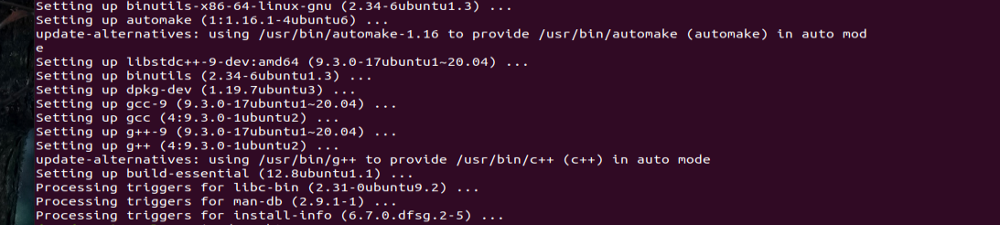 Setting up binutils-x86-64-linux-gnu (2.34-6ubuntu1.3) ...
Setting up automake (1:1.16.1-4ubuntu6) ...
update-alternatives: using /usr/bin/automake-1.16 to provide /usr/bin/automake (automake) in auto mod
e
Setting up libstdc++-9-dev:amd64 (9.3.0-17ubuntu1~20.04) ...
Setting up binutils (2.34-6ubuntu1.3) ...
Setting up dpkg-dev (1.19.7ubuntu3) ...
Setting up gcc-9 (9.3.0-17ubuntu1~20.04) ...
Setting up gcc (4:9.3.0-1ubuntu2) ...
Setting up g++-9 (9.3.0-17ubuntu1~20.04) ...
Setting up g++ (4:9.3.0-1ubuntu2) ...
update-alternatives: using /usr/bin/g++ to provide /usr/bin/c++ (c++) in auto mode
Setting up build-essential (12.8ubuntu1.1) ...
Processing triggers for libc-bin (2.31-0ubuntu9.2) ...
Processing triggers for man-db (2.9.1-1) ...
Processing triggers for install-info (6.7.0.dfsg.2-5) ...